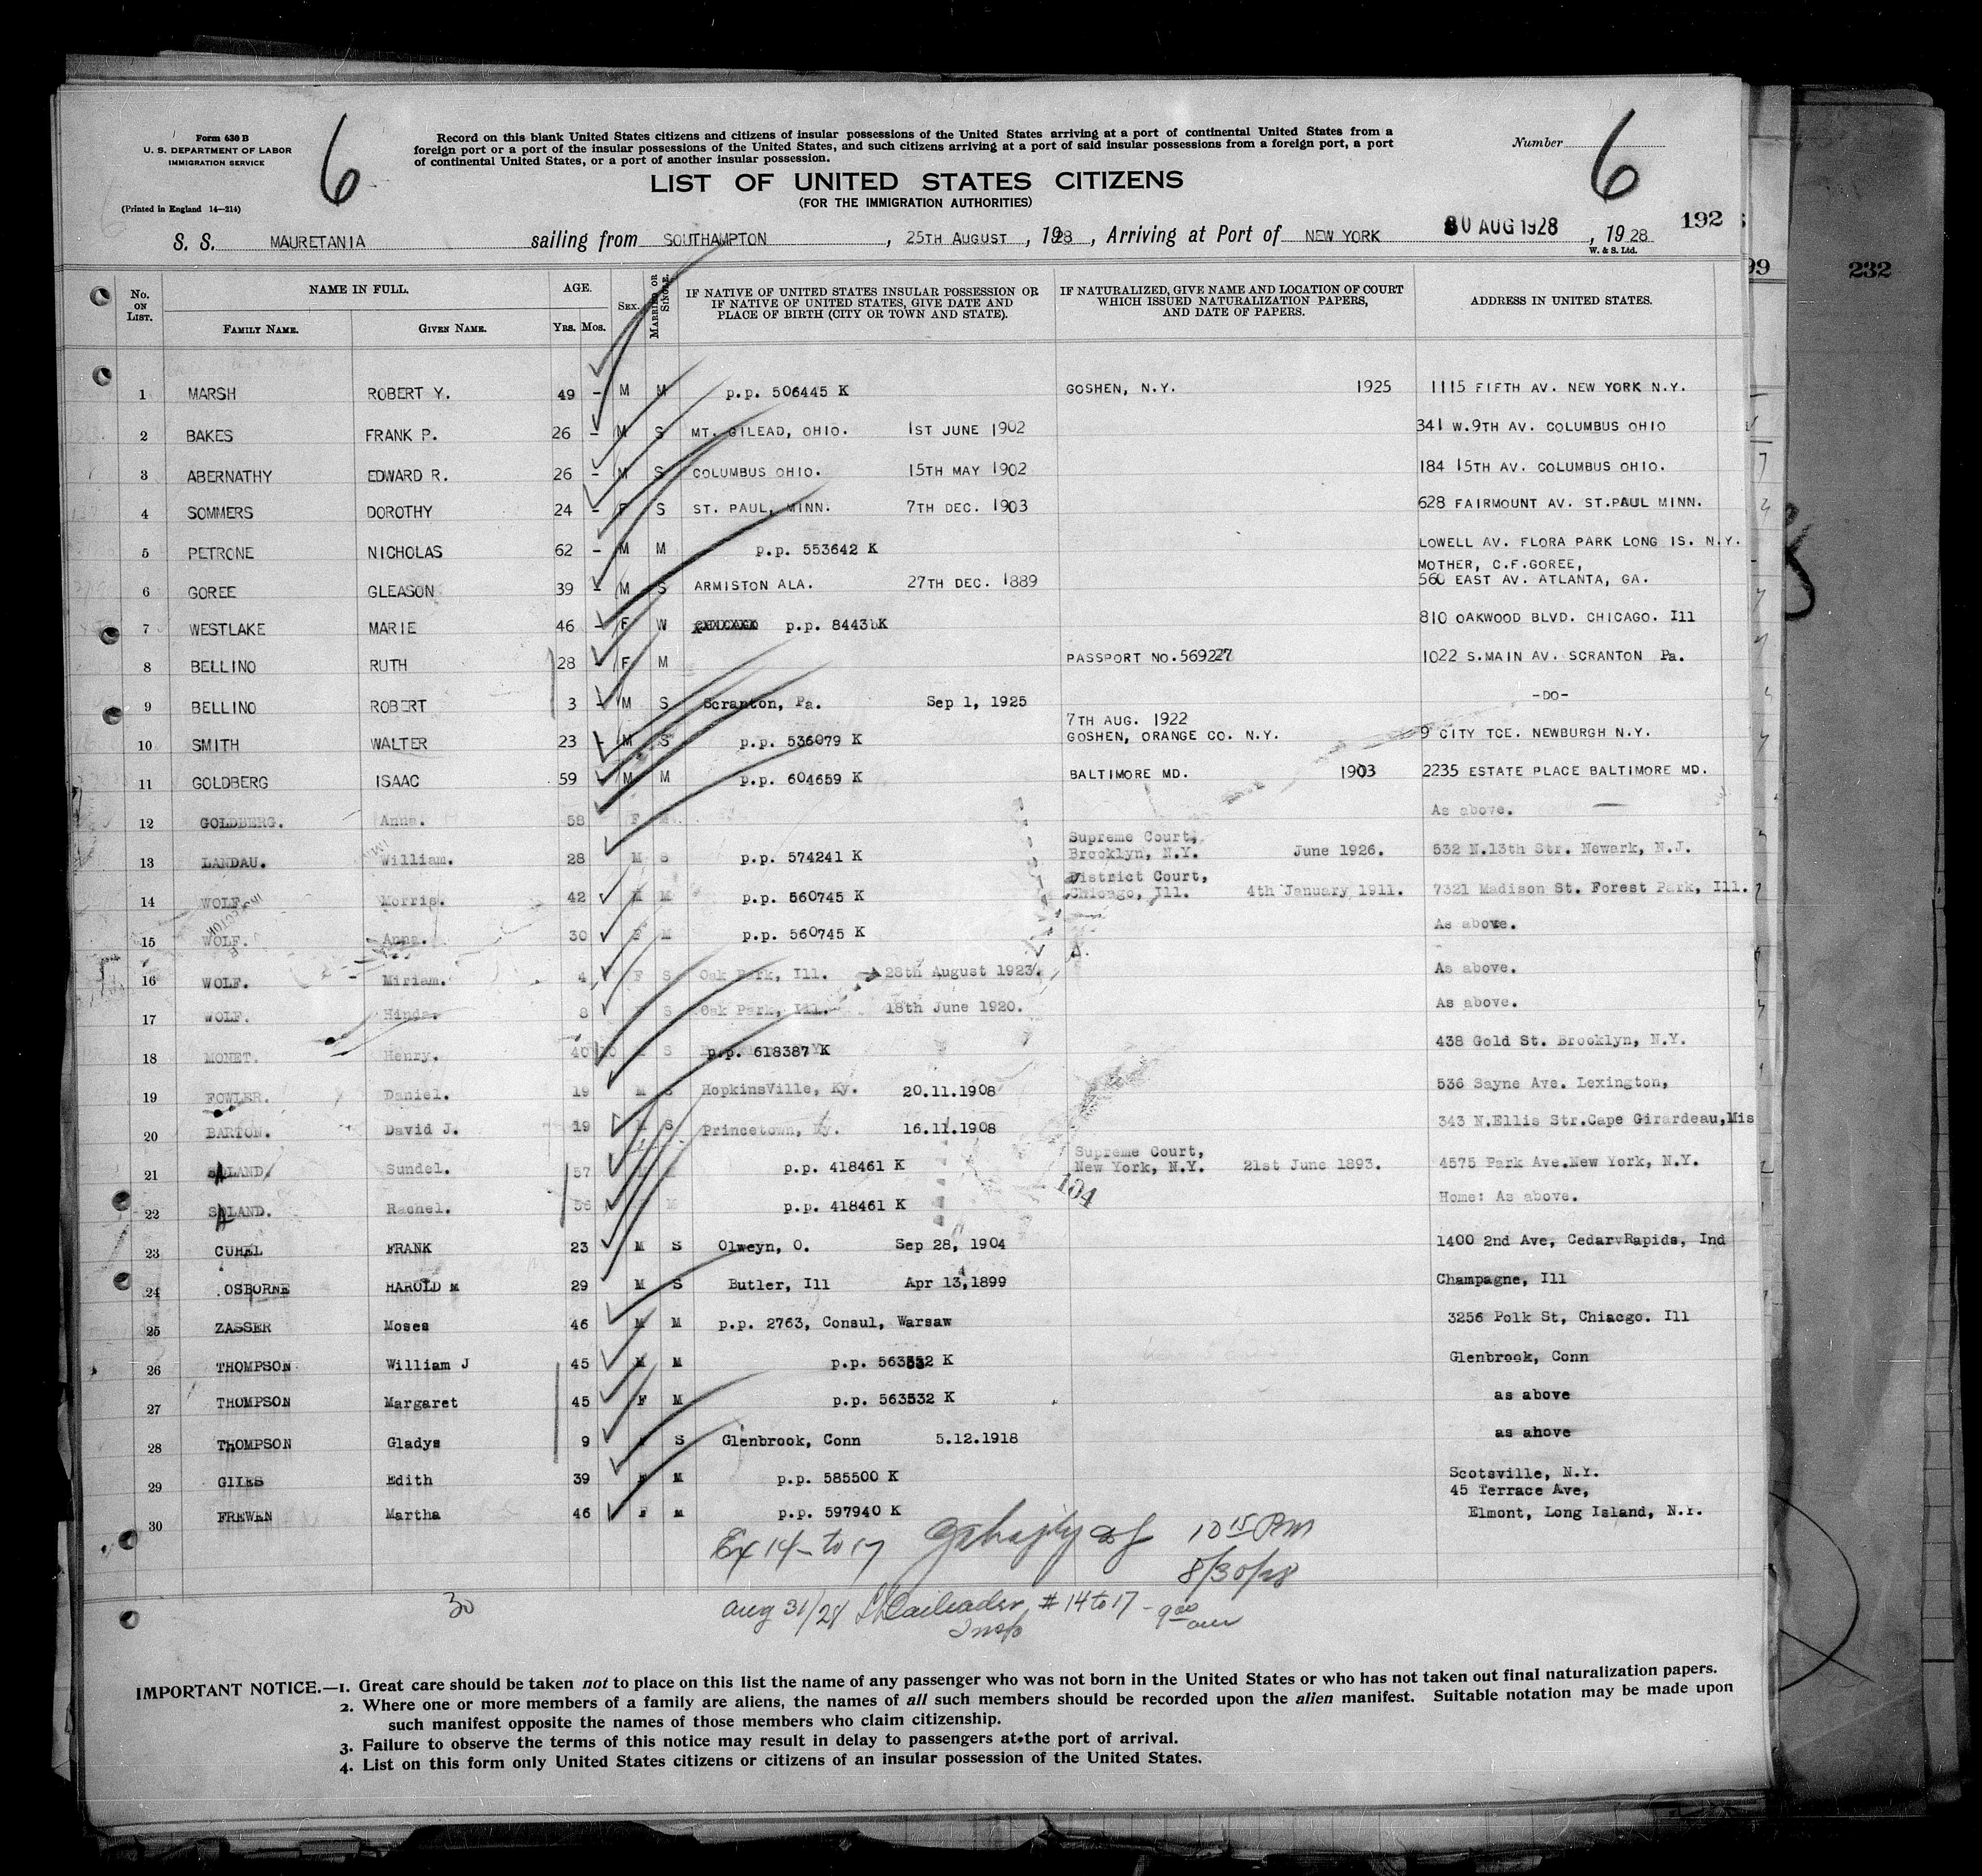 Form 630 B
U. S. DEPARTMENT OF LABOR
IMMIGRATION SERVICE
(Printed in England 14—214)
6
Record on this blank United States citizens and citizens of insular possessions of the United States arriving at a port of continental United States from a
foreign port or a port of the insular possessions of the United States, and such citizens arriving at a port of said insular possessions from a foreign port, a port
of continental United States, or a port of another insular possession.
Number
6
LIST OF UNITED STATES CITIZENS
(FOR THE IMMIGRATION AUTHORITIES)
192
S. S. MAURETANIA sailing from SOUTHAMPTON, 25TH AUGUST, 1928, Arriving at Port of NEW YORK 30 AUG 1928, 1928
W. & S. Ltd.
99
232
No. ON LIST. NAME IN FULL. AGE. SEX. MARRIED OR SINGLE. IF NATIVE OF UNITED STATES INSULAR POSSESSION OR IF NATIVE OF UNITED STATES, GIVE DATE AND PLACE OF BIRTH (CITY OR TOWN AND STATE). IF NATURALIZED, GIVE NAME AND LOCATION OF COURT WHICH ISSUED NATURALIZATION PAPERS, AND DATE OF PAPERS. ADDRESS IN UNITED STATES.
FAMILY NAME. GIVEN NAME. YRS. MOS.
1 MARSH ROBERT Y. 49 – M M p.p. 506445 K GOSHEN, N.Y. 1925 1115 FIFTH AV. NEW YORK N.Y.
2 BAKES FRANK P. 26 – M S MT. GILEAD, OHIO. 1ST JUNE 1902 341 W.9TH AV. COLUMBUS OHIO
3 ABERNATHY EDWARD R. 26 – M S COLUMBUS OHIO. 15TH MAY 1902 184 15TH AV. COLUMBUS OHIO.
4 SOMMERS DOROTHY 24 – F S ST. PAUL, MINN. 7TH DEC. 1903 628 FAIRMOUNT AV. ST.PAUL MINN.
5 PETRONE NICHOLAS 62 – M M p.p. 553642 K LOWELL AV. FLORA PARK LONG IS. N.Y.
6 GOREE GLEASON 39 – M S ARMISTON ALA. 27TH DEC. 1889 MOTHER, C.F.GOREE,
560 EAST AV. ATLANTA, GA.
7 WESTLAKE MARIE 46 – F W p.p. K 810 OAKWOOD BLVD. CHICAGO. Ill
8 BELLINO RUTH 28 – F M PASSPORT NO. 1022 S.MAIN AV. SCRANTON Pa.
9 BELLINO ROBERT 3 – M S Scranton, Pa. Sep 1, 1925 -DO-
10 SMITH WALTER 23 – M S p.p. 536079 K 7TH AUG. 1922
GOSHEN, ORANGE CO. N.Y. 9 CITY TCE. NEWBURGH N.Y.
11 GOLDBERG ISAAC 59 – M M p.p. 604659 K BALTIMORE MD. 1903 2235 ESTATE PLACE BALTIMORE MD.
12 GOLDBERG. Anna. 58 F M As above.
13 LANDAU. William. 28 M S p.p. 574241 K Supreme Court,
Brooklyn, N.Y. June 1926. 532 N.13th Str. Newark, N.J.
14 WOLF. Morris. 42 M M p.p. 560745 K District Court,
Chicago, Ill. 4th January 1911. 7321 Madison St. Forest Park, Ill.
15 WOLF. Anna. 30 F M p.p. 560745 K As above.
16 WOLF. Miriam. 4 F S Oak Park, Ill. 28th August 1923. As above.
17 WOLF. Hinda. 8 S Oak Park, Ill. 18th June 1920. As above.
18 MONET. Henry. 40 S p.p. 618387 K 438 Gold St. Brooklyn, N.Y.
19 FOWLER. Daniel. 19 M S HopkinsVille, Ky. 20.11.1908 536 Sayne Ave. Lexington,
20 BARTON. David J. 19 M S Princetown, Ky. 16.11.1908 343 N.Ellis Str.Cape Girardeau,Mis
21 SALAND. Sundel. 57 p.p. 418461 K Supreme Court,
New York, N.Y. 21st June 1893. 4575 Park Ave.New York, N.Y.
104
22 SALAND. Rachel. 56 M p.p. 418461 K Home: As above.
23 CUHEL FRANK 23 M S Olweyn, O. Sep 28, 1904 1400 2nd Ave, Cedar Rapids, Ind
24 OSBORNE HAROLD M 29 M S Butler, Ill Apr 13,1899 Champagne, Ill
25 ZASSER Moses 46 M M p.p. 2763, Consul, Warsaw 3256 Polk St, Chiacgo. Ill
26 THOMPSON William J 45 M M p.p. K Glenbrook, Conn
27 THOMPSON Margaret 45 F M p.p. 563532 K as above
28 THOMPSON Gladys 9 S Glenbrook, Conn 5.12.1918 as above
29 GILES Edith 39 F M p.p. 585500 K Scotsville, N.Y.
30 FREWEN Martha 46 F M p.p. 597940 K 45 Terrace Ave,
Elmont, Long Island, N.Y.
Ex 14 - to 17 10 15 PM
8/30/28
30
Aug 31/28 # 14 to 17 - 9 00 am
Insp
IMPORTANT NOTICE.—1. Great care should be taken not to place on this list the name of any passenger who was not born in the United States or who has not taken out final naturalization papers.
2. Where one or more members of a family are aliens, the names of all such members should be recorded upon the alien manifest. Suitable notation may be made upon
such manifest opposite the names of those members who claim citizenship.
3. Failure to observe the terms of this notice may result in delay to passengers at the port of arrival.
4. List on this form only United States citizens or citizens of an insular possession of the United States.